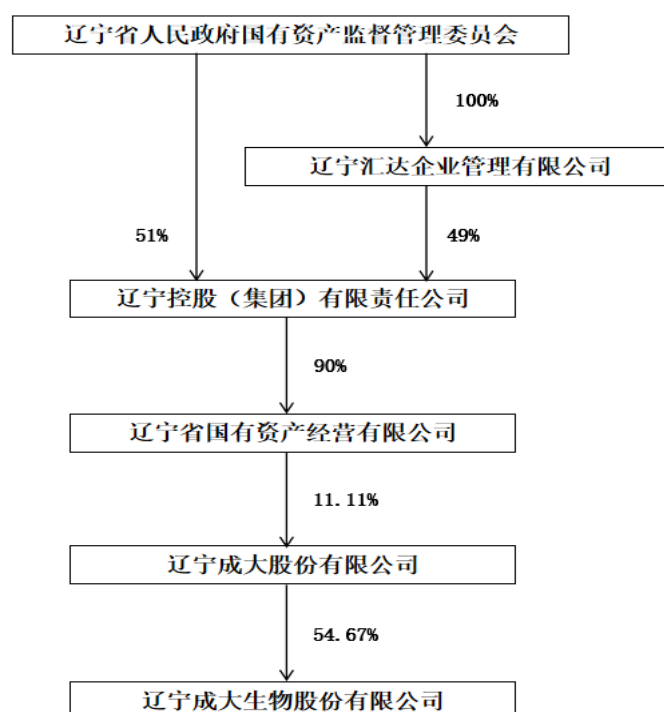 辽宁省人民政府国有资产监督管理委员会
100%
辽宁汇达企业管理有限公司
51%
49%
辽宁控股（集团）有限责任公司
90%
辽宁省国有资产经营有限公司
11.11%
辽宁成大股份有限公司
54.67%
辽宁成大生物股份有限公司